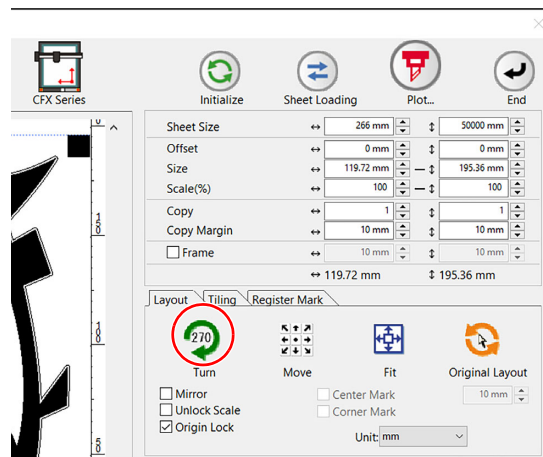 CFX Series
Initialize
Sheet Loading
Plot...
End
Sheet Size 266 mm 50000 mm
Offset 0 mm 0 mm
Size 119.72 mm 195.36 mm
Scale(%) 100 100
Copy 1 1
Copy Margin 10 mm 10 mm
Frame 10 mm 10 mm
119.72 mm 195.36 mm
Layout Tiling Register Mark
270
Turn Move Fit Original Layout
Mirror Center Mark 10 mm
Unlock Scale Corner Mark
Origin Lock
Unit: mm